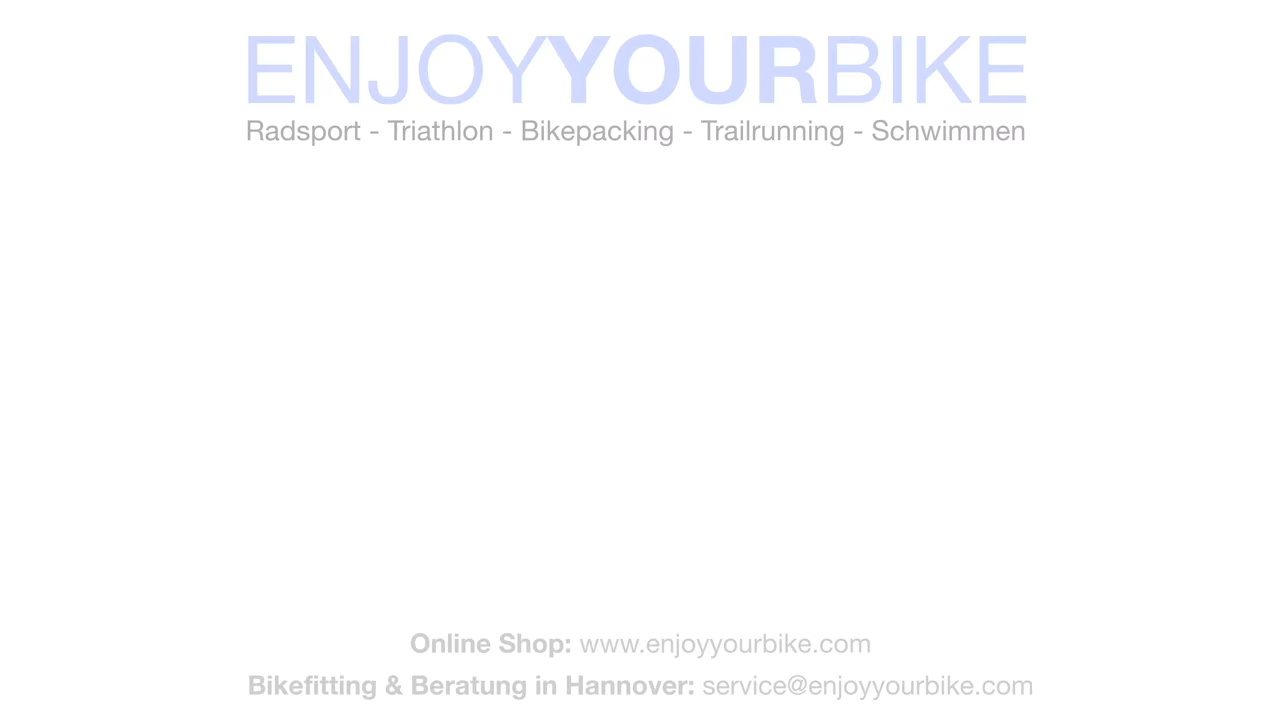 ENJOYYOURBIKE
Radsport - Triathlon - Bikepacking - Trailrunning - Schwimmen
Online Shop: www.enjoyyourbike.com
Bikefitting & Beratung in Hannover: service@enjoyyourbike.com